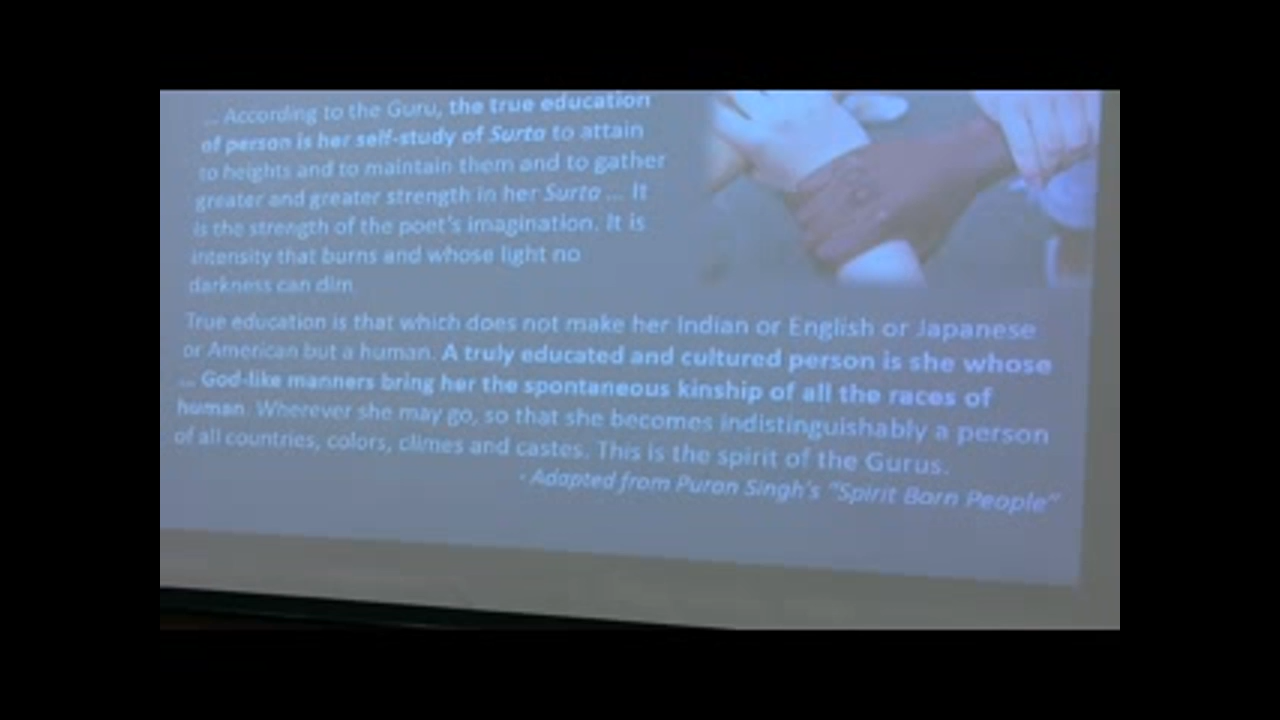 ... According to the Guru, the true education
of person is her self-study of Surta to attain
to heights and to maintain them and to gather
greater and greater strength in her Surta ... It
is the strength of the poet's imagination. It is
intensity that burns and whose light no
darkness can dim
True education is that which does not make her Indian or English or Japanese
or American but a human. A truly educated and cultured person is she whose
... God-like manners bring her the spontaneous kinship of all the races of
human. Wherever she may go, so that she becomes indistinguishably a person
of all countries, colors, climes and castes. This is the spirit of the Gurus.
- Adapted from Puran Singh's "Spirit Born People"